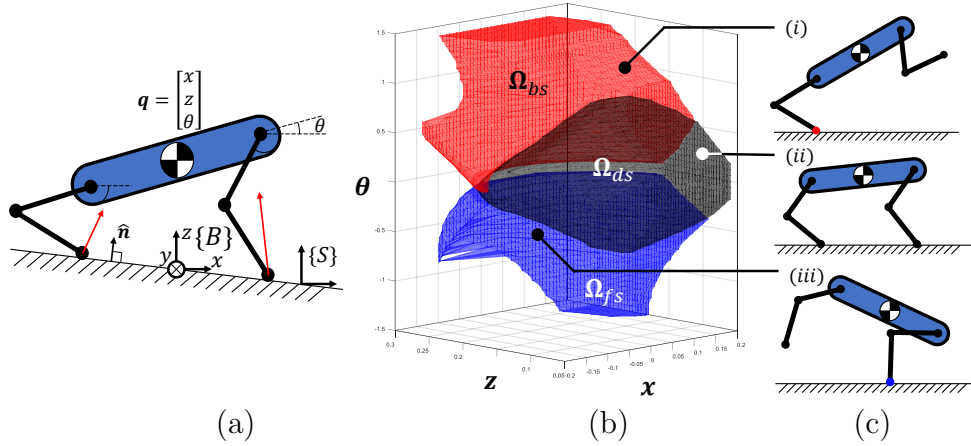 q = [x z θ]
θ
n̂
z {B}
y
x
{S}
(a)
1.5
1
0.5
0
-0.5
-1
-1.5
θ
Ω_bs
Ω_ds
Ω_fs
0.3
0.25
0.2
0.1
0.05
-0.2
-0.15
-0.1
-0.05
0
0.05
0.1
0.15
0.2
z
x
(b)
(i)
(ii)
(iii)
(c)